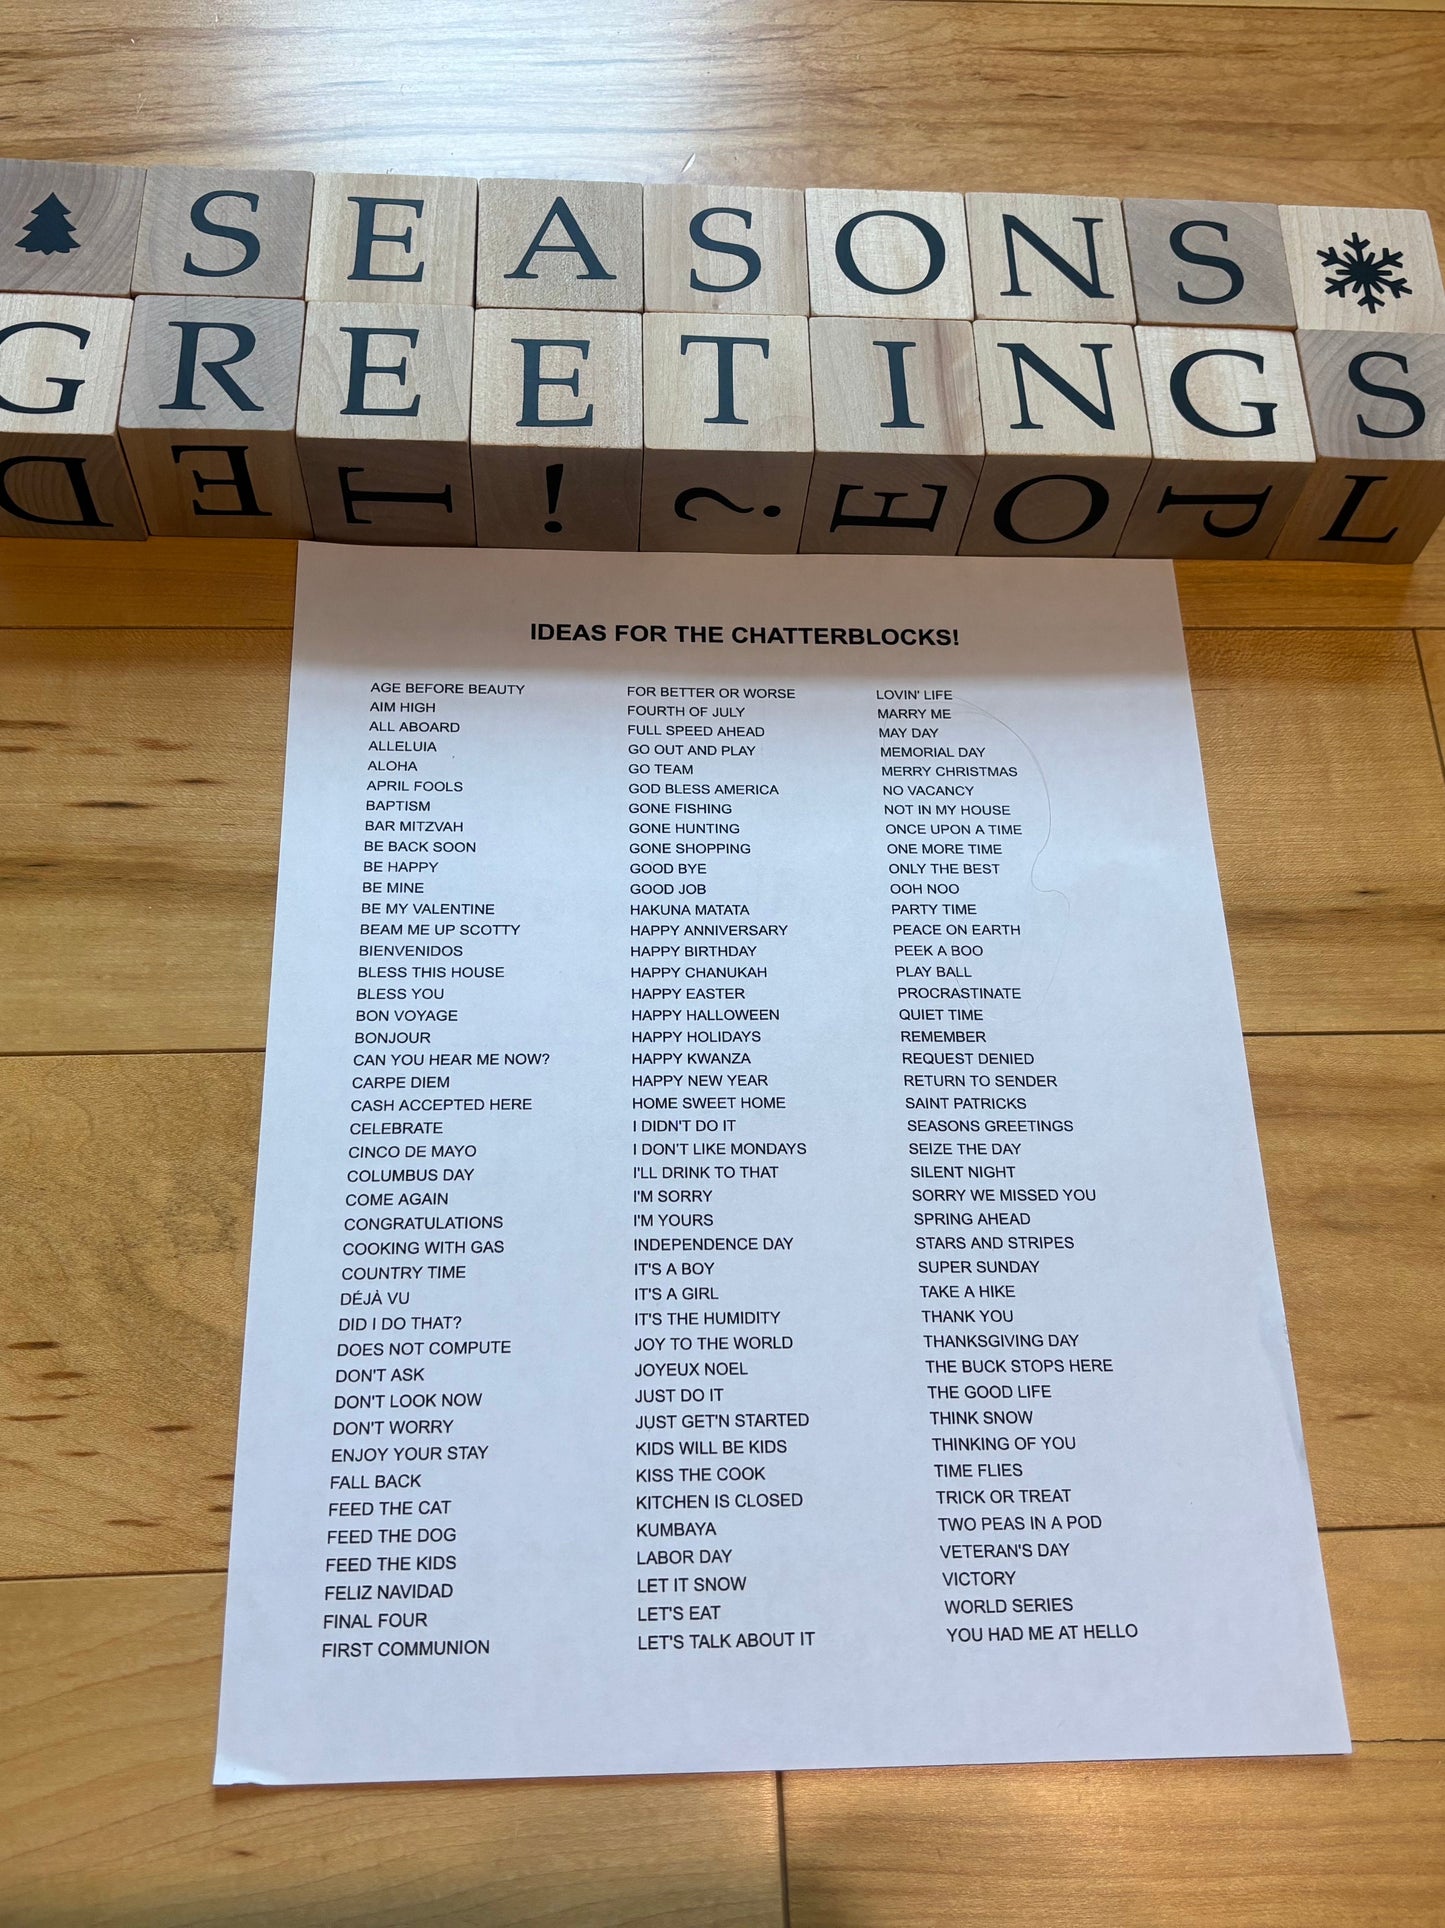 SEASONS
GREETINGS
D E T ! ? E O P L
IDEAS FOR THE CHATTERBLOCKS!
AGE BEFORE BEAUTY
AIM HIGH
ALL ABOARD
ALLELUIA
ALOHA
APRIL FOOLS
BAPTISM
BAR MITZVAH
BE BACK SOON
BE HAPPY
BE MINE
BE MY VALENTINE
BEAM ME UP SCOTTY
BIENVENIDOS
BLESS THIS HOUSE
BLESS YOU
BON VOYAGE
BONJOUR
CAN YOU HEAR ME NOW?
CARPE DIEM
CASH ACCEPTED HERE
CELEBRATE
CINCO DE MAYO
COLUMBUS DAY
COME AGAIN
CONGRATULATIONS
COOKING WITH GAS
COUNTRY TIME
DÉJÀ VU
DID I DO THAT?
DOES NOT COMPUTE
DON'T ASK
DON'T LOOK NOW
DON'T WORRY
ENJOY YOUR STAY
FALL BACK
FEED THE CAT
FEED THE DOG
FEED THE KIDS
FELIZ NAVIDAD
FINAL FOUR
FIRST COMMUNION
FOR BETTER OR WORSE
FOURTH OF JULY
FULL SPEED AHEAD
GO OUT AND PLAY
GO TEAM
GOD BLESS AMERICA
GONE FISHING
GONE HUNTING
GONE SHOPPING
GOOD BYE
GOOD JOB
HAKUNA MATATA
HAPPY ANNIVERSARY
HAPPY BIRTHDAY
HAPPY CHANUKAH
HAPPY EASTER
HAPPY HALLOWEEN
HAPPY HOLIDAYS
HAPPY KWANZA
HAPPY NEW YEAR
HOME SWEET HOME
I DIDN'T DO IT
I DON'T LIKE MONDAYS
I'LL DRINK TO THAT
I'M SORRY
I'M YOURS
INDEPENDENCE DAY
IT'S A BOY
IT'S A GIRL
IT'S THE HUMIDITY
JOY TO THE WORLD
JOYEUX NOEL
JUST DO IT
JUST GET'N STARTED
KIDS WILL BE KIDS
KISS THE COOK
KITCHEN IS CLOSED
KUMBAYA
LABOR DAY
LET IT SNOW
LET'S EAT
LET'S TALK ABOUT IT
LOVIN' LIFE
MARRY ME
MAY DAY
MEMORIAL DAY
MERRY CHRISTMAS
NO VACANCY
NOT IN MY HOUSE
ONCE UPON A TIME
ONE MORE TIME
ONLY THE BEST
OOH NOO
PARTY TIME
PEACE ON EARTH
PEEK A BOO
PLAY BALL
PROCRASTINATE
QUIET TIME
REMEMBER
REQUEST DENIED
RETURN TO SENDER
SAINT PATRICKS
SEASONS GREETINGS
SEIZE THE DAY
SILENT NIGHT
SORRY WE MISSED YOU
SPRING AHEAD
STARS AND STRIPES
SUPER SUNDAY
TAKE A HIKE
THANK YOU
THANKSGIVING DAY
THE BUCK STOPS HERE
THE GOOD LIFE
THINK SNOW
THINKING OF YOU
TIME FLIES
TRICK OR TREAT
TWO PEAS IN A POD
VETERAN'S DAY
VICTORY
WORLD SERIES
YOU HAD ME AT HELLO